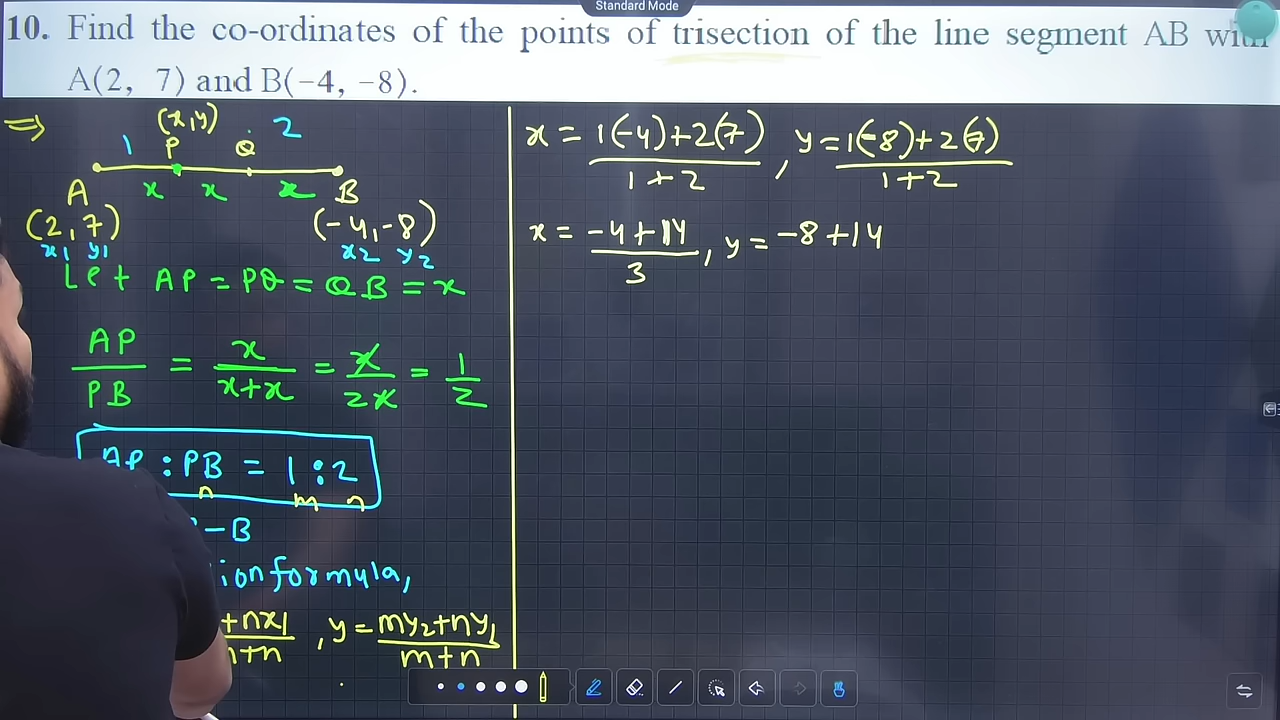 Standard Mode
10. Find the co-ordinates of the points of trisection of the line segment AB with
A(2, 7) and B(−4, −8).
⇒ (x,y)
1 P Q 2
A x x x B
(2,7) (-4,-8)
x1 y1 x2 y2
Let AP = PQ = QB = x
AP/PB = x/(x+x) = x/2x = 1/2
AP : PB = 1 : 2
n m n
-B
ion formula,
+nx1/m+n , y = my2+ny1/m+n
x = 1(-4)+2(7)/1+2 , y = 1(-8)+2(7)/1+2
x = -4+14/3 , y = -8+14